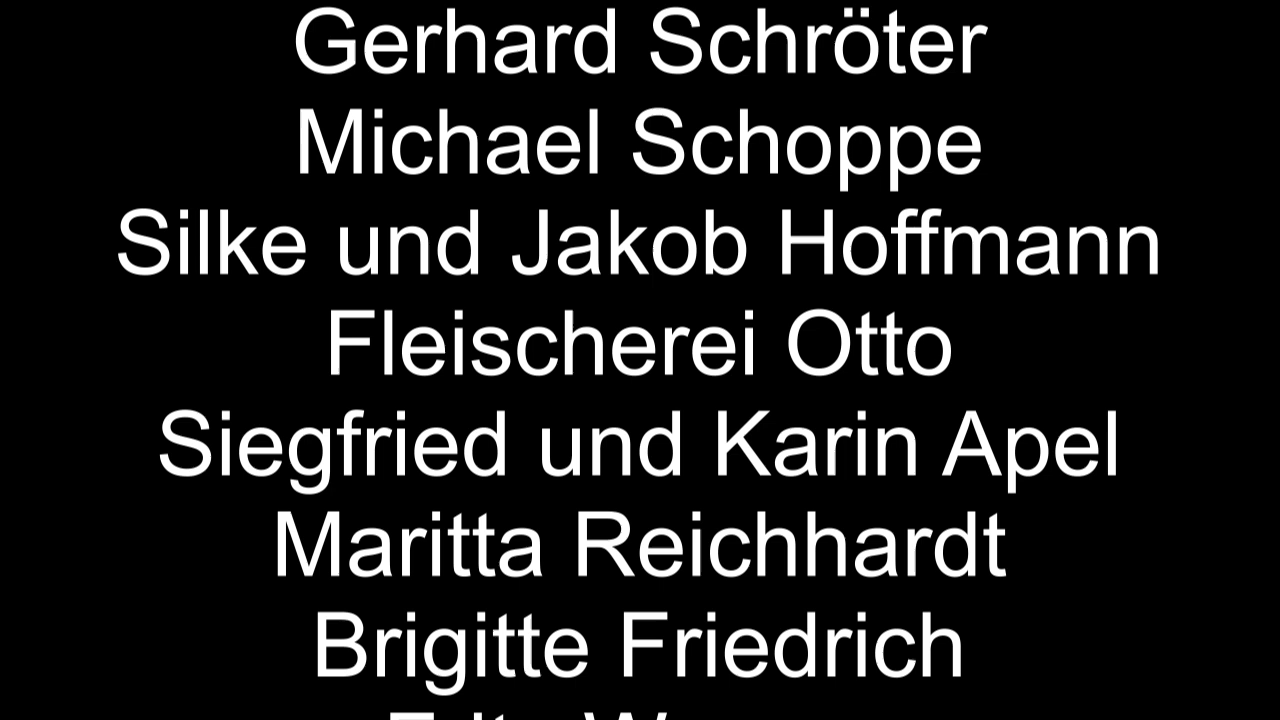 Gerhard Schröter
Michael Schoppe
Silke und Jakob Hoffmann
Fleischerei Otto
Siegfried und Karin Apel
Maritta Reichhardt
Brigitte Friedrich